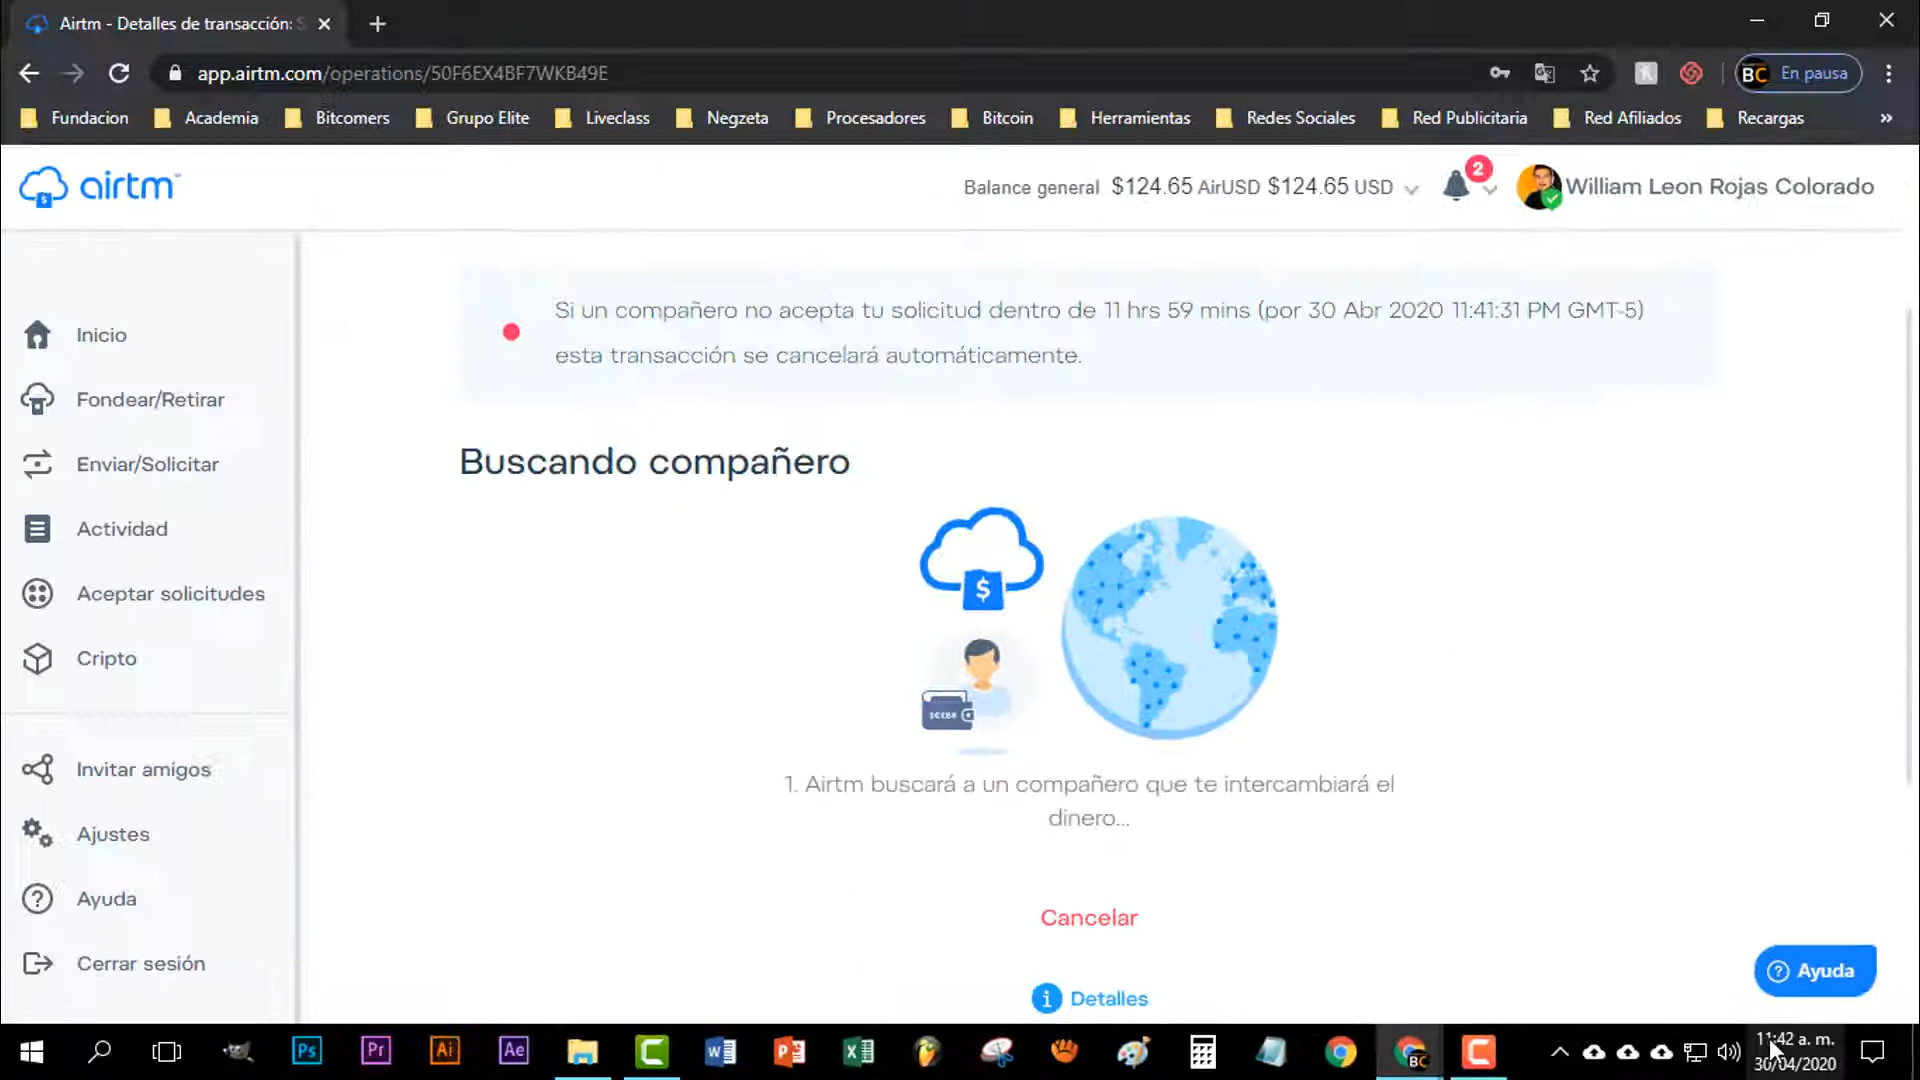 Airtm - Detalles de transacción: S
app.airtm.com/operations/50F6EX4BF7WKB49E
En pausa
Fundacion
Academia
Bitcomers
Grupo Elite
Liveclass
Negzeta
Procesadores
Bitcoin
Herramientas
Redes Sociales
Red Publicitaria
Red Afiliados
Recargas
airtm
Balance general $124.65 AirUSD $124.65 USD
2
William Leon Rojas Colorado
Inicio
Fondear/Retirar
Enviar/Solicitar
Actividad
Aceptar solicitudes
Cripto
Invitar amigos
Ajustes
Ayuda
Cerrar sesión
Si un compañero no acepta tu solicitud dentro de 11 hrs 59 mins (por 30 Abr 2020 11:41:31 PM GMT-5)
esta transacción se cancelará automáticamente.
Buscando compañero
$
1. Airtm buscará a un compañero que te intercambiará el
dinero...
Cancelar
Detalles
Ayuda
Ps
Pr
Ai
Ae
11:42 a. m.
30/04/2020